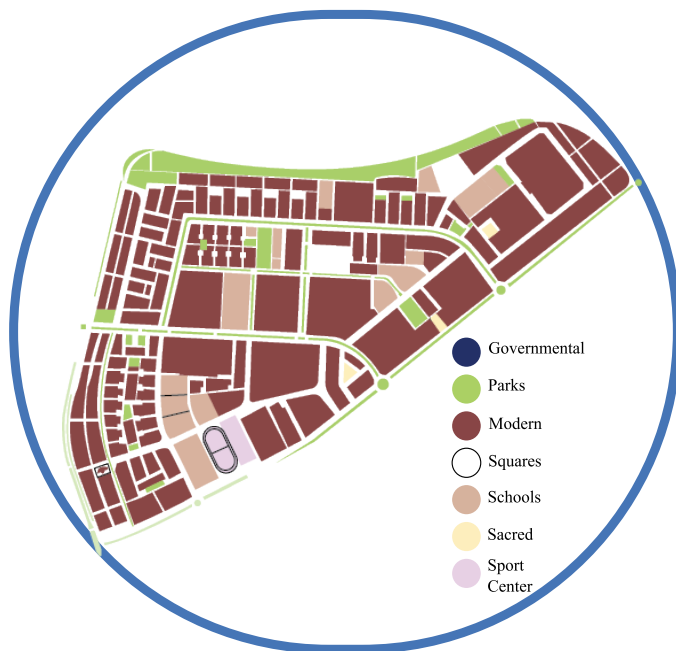 Governmental
Parks
Modern
Squares
Schools
Sacred
Sport
Center